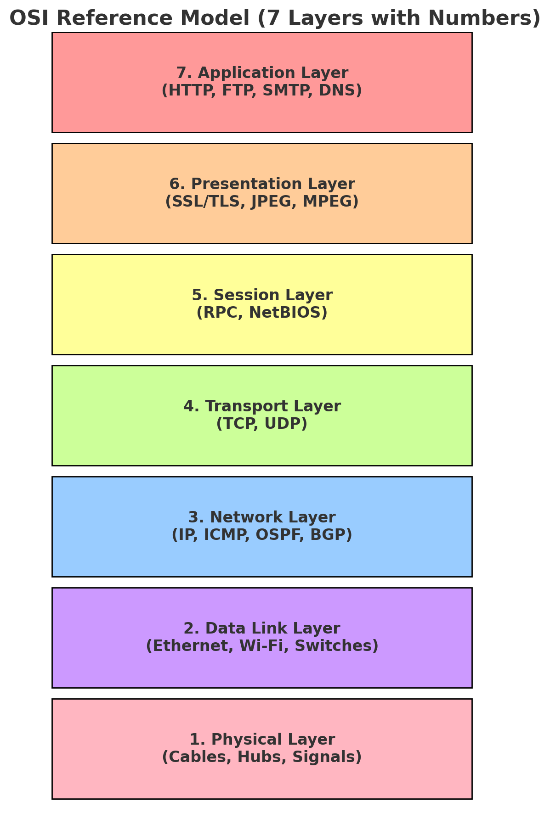 OSI Reference Model (7 Layers with Numbers)
7. Application Layer
(HTTP, FTP, SMTP, DNS)
6. Presentation Layer
(SSL/TLS, JPEG, MPEG)
5. Session Layer
(RPC, NetBIOS)
4. Transport Layer
(TCP, UDP)
3. Network Layer
(IP, ICMP, OSPF, BGP)
2. Data Link Layer
(Ethernet, Wi-Fi, Switches)
1. Physical Layer
(Cables, Hubs, Signals)